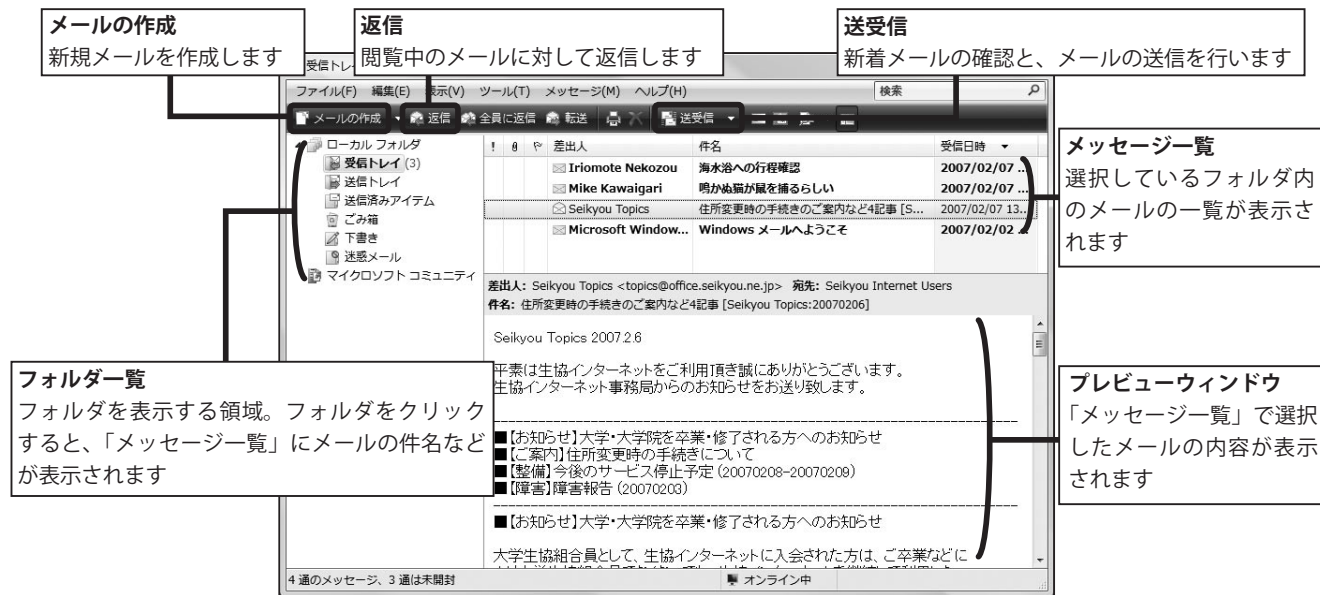 メールの作成
新規メールを作成します
返信
閲覧中のメールに対して返信します
送受信
新着メールの確認と、メールの送信を行います
受信トレ
ファイル(F) 編集(E) 表示(V) ツール(T) メッセージ(M) ヘルプ(H)
検索
メールの作成 返信 全員に返信 転送 送受信
ローカル フォルダ
受信トレイ (3)
送信トレイ
送信済みアイテム
ごみ箱
下書き
迷惑メール
マイクロソフト コミュニティ
! 差出人 件名 受信日時
Iriomote Nekozou 海水浴への行程確認 2007/02/07 ...
Mike Kawaigari 鳴かぬ猫が鼠を捕るらしい 2007/02/07 ...
Seikyou Topics 住所変更時の手続きのご案内など4記事 [S... 2007/02/07 13...
Microsoft Window... Windows メールへようこそ 2007/02/02 ...
メッセージ一覧
選択しているフォルダ内
のメールの一覧が表示さ
れます
差出人: Seikyou Topics <topics@office.seikyou.ne.jp> 宛先: Seikyou Internet Users
件名: 住所変更時の手続きのご案内など4記事 [Seikyou Topics:20070206]
Seikyou Topics 2007.2.6
平素は生協インターネットをご利用頂き誠にありがとうございます。
生協インターネット事務局からのお知らせをお送り致します。
■【お知らせ】大学・大学院を卒業・修了される方へのお知らせ
■【ご案内】住所変更時の手続きについて
■【整備】今後のサービス停止予定 (20070208-20070209)
■【障害】障害報告 (20070203)
■【お知らせ】大学・大学院を卒業・修了される方へのお知らせ
大学生協組合員として、生協インターネットに入会された方は、ご卒業などに
フォルダ一覧
フォルダを表示する領域。フォルダをクリック
すると、「メッセージ一覧」にメールの件名など
が表示されます
プレビューウィンドウ
「メッセージ一覧」で選択
したメールの内容が表示
されます
4 通のメッセージ、3 通は未開封
オンライン中